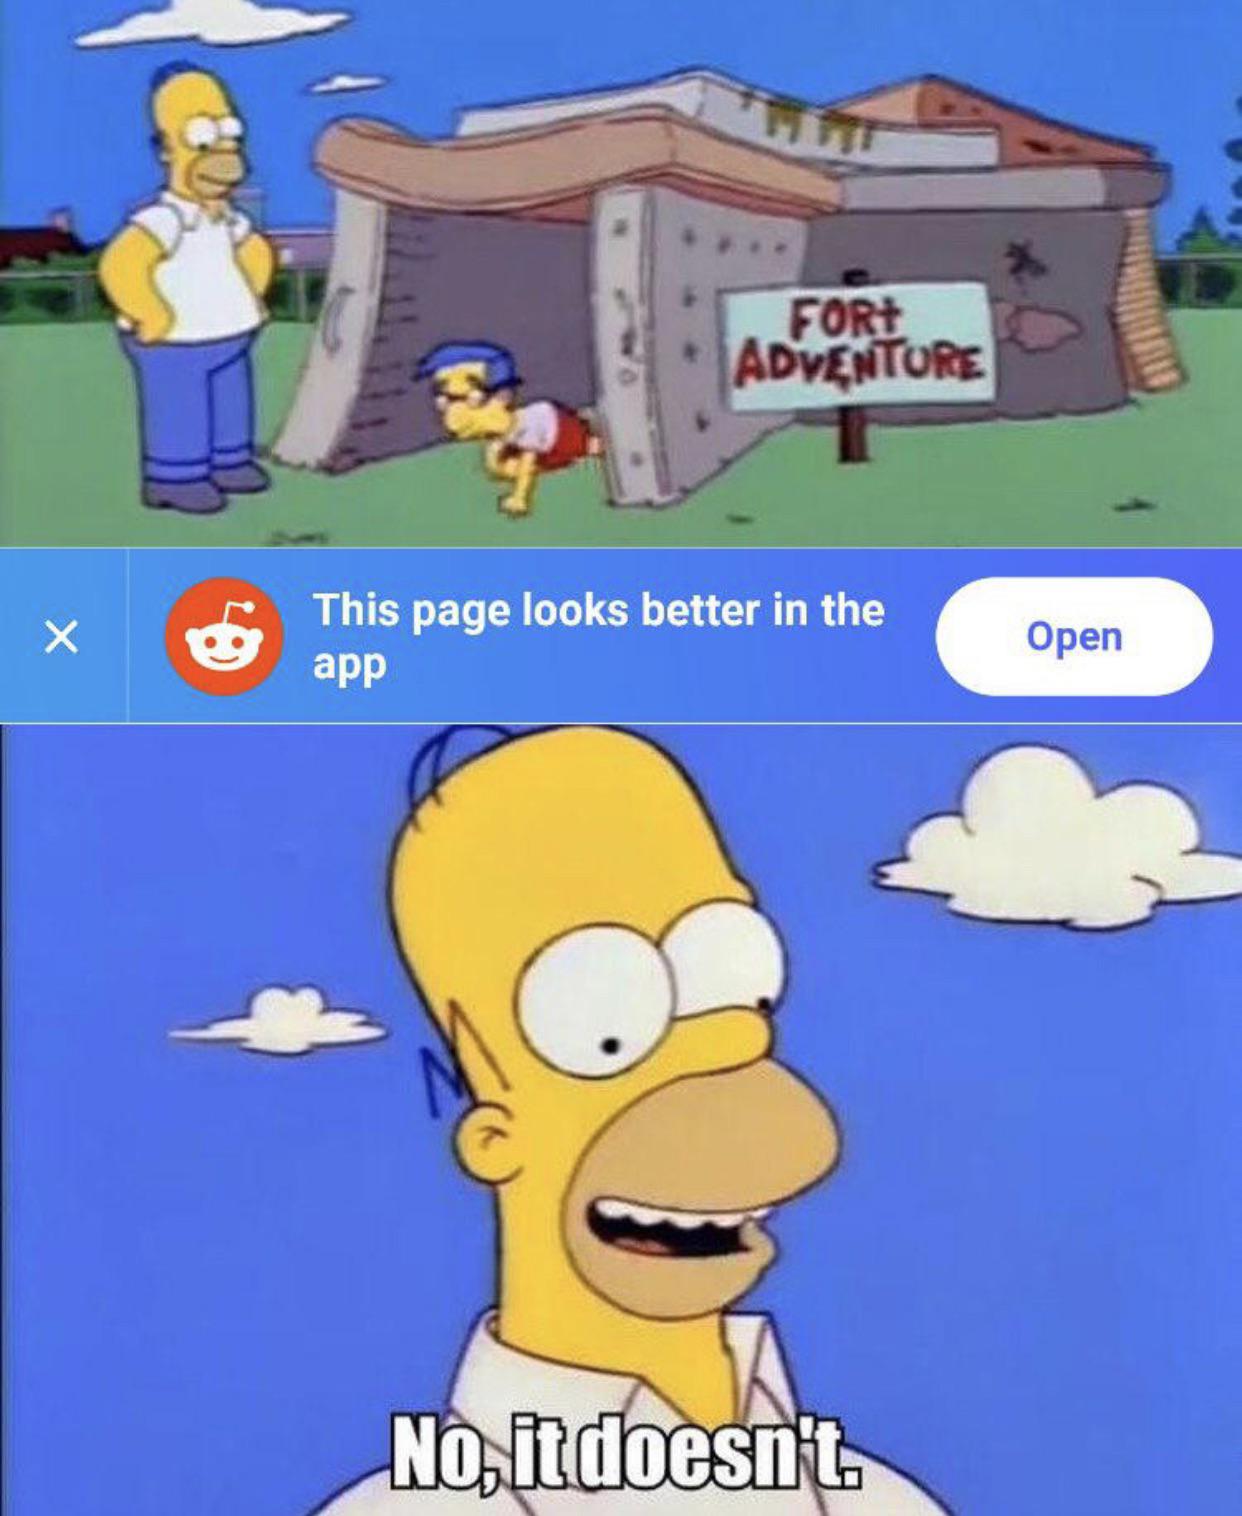 FORt
ADVENTURE
This page looks better in the
app
Open
No, it doesn't.